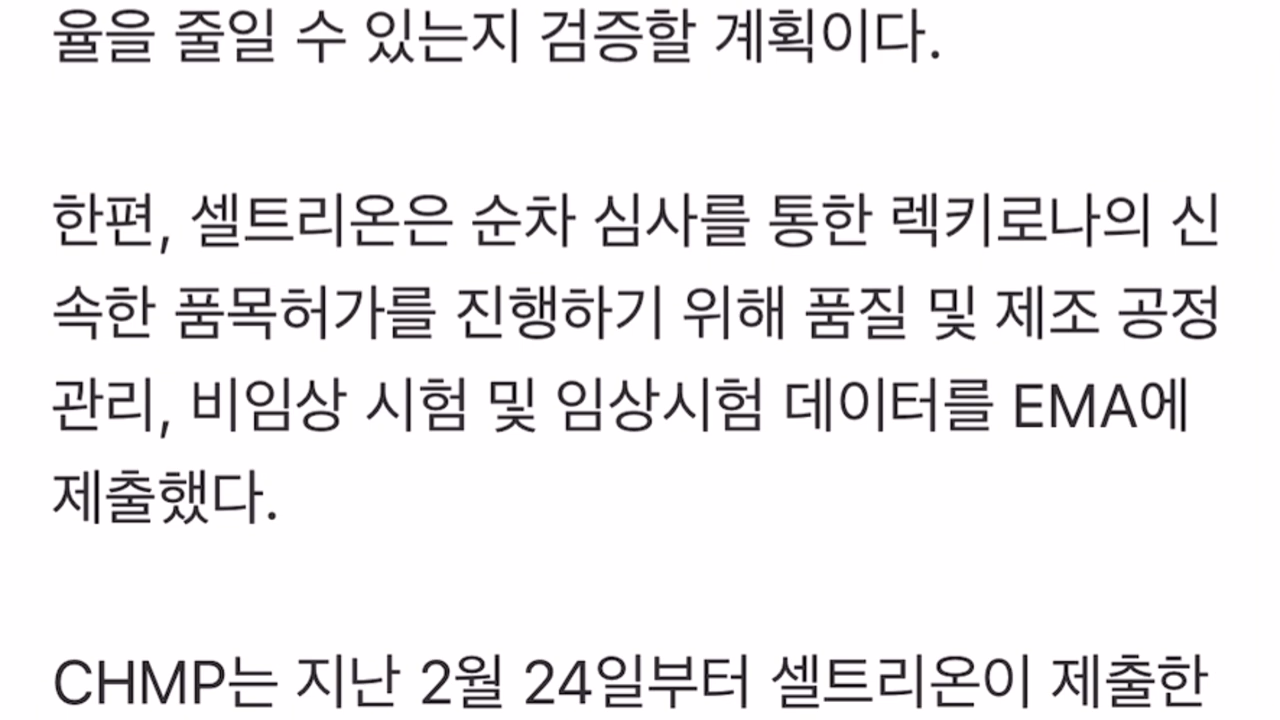 율을 줄일 수 있는지 검증할 계획이다.
한편, 셀트리온은 순차 심사를 통한 렉키로나의 신
속한 품목허가를 진행하기 위해 품질 및 제조 공정
관리, 비임상 시험 및 임상시험 데이터를 EMA에
제출했다.
CHMP는 지난 2월 24일부터 셀트리온이 제출한